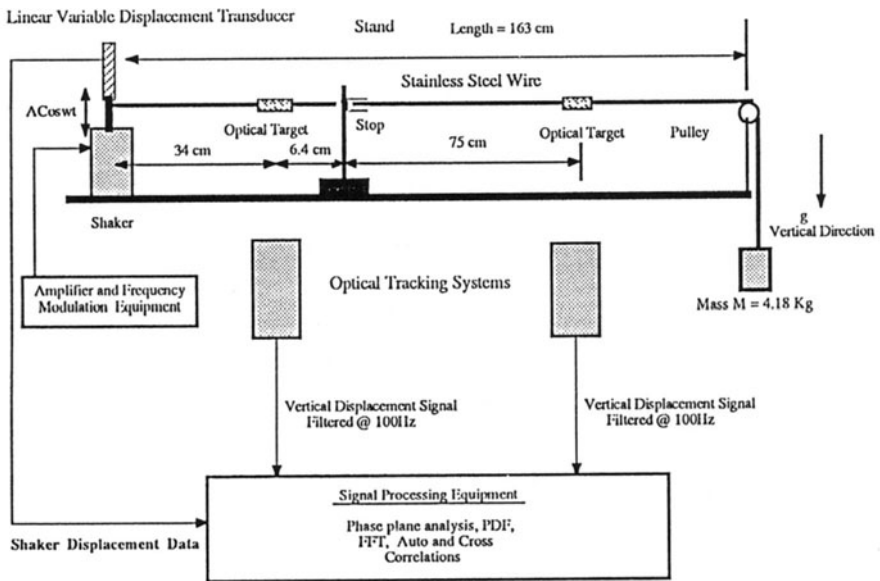 Linear Variable Displacement Transducer
Stand
Length = 163 cm
Stainless Steel Wire
ACoswt
Optical Target
Stop
Optical Target
Pulley
34 cm
6.4 cm
75 cm
Shaker
g
Vertical Direction
Amplifier and Frequency
Modulation Equipment
Optical Tracking Systems
Mass M = 4.18 Kg
Vertical Displacement Signal
Filtered @ 100Hz
Vertical Displacement Signal
Filtered @ 100Hz
Signal Processing Equipment
Phase plane analysis, PDF,
FFT, Auto and Cross
Correlations
Shaker Displacement Data